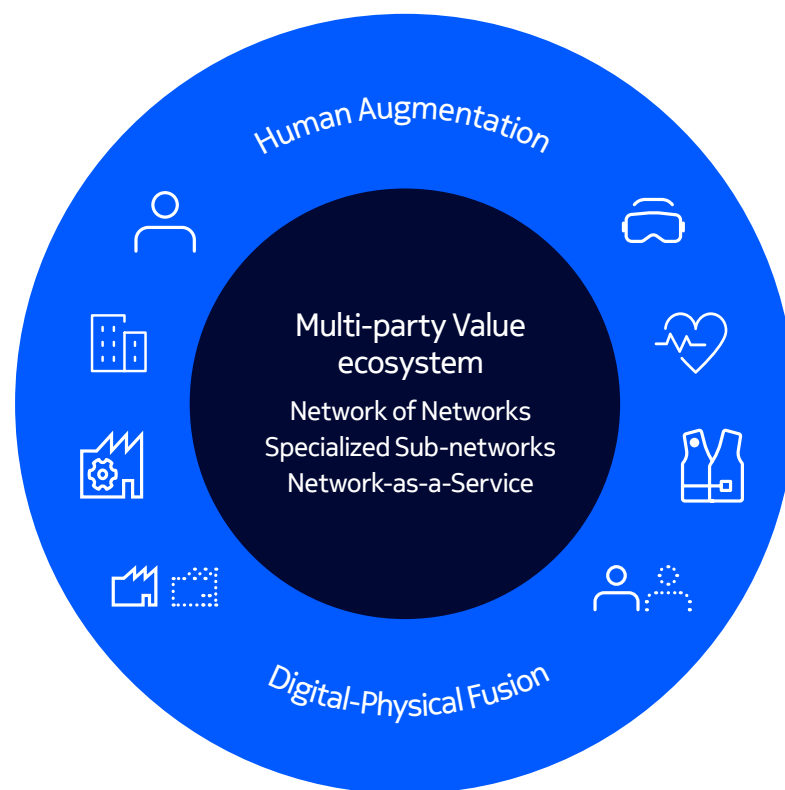 Human Augmentation
Multi-party Value
ecosystem
Network of Networks
Specialized Sub-networks
Network-as-a-Service
Digital-Physical Fusion